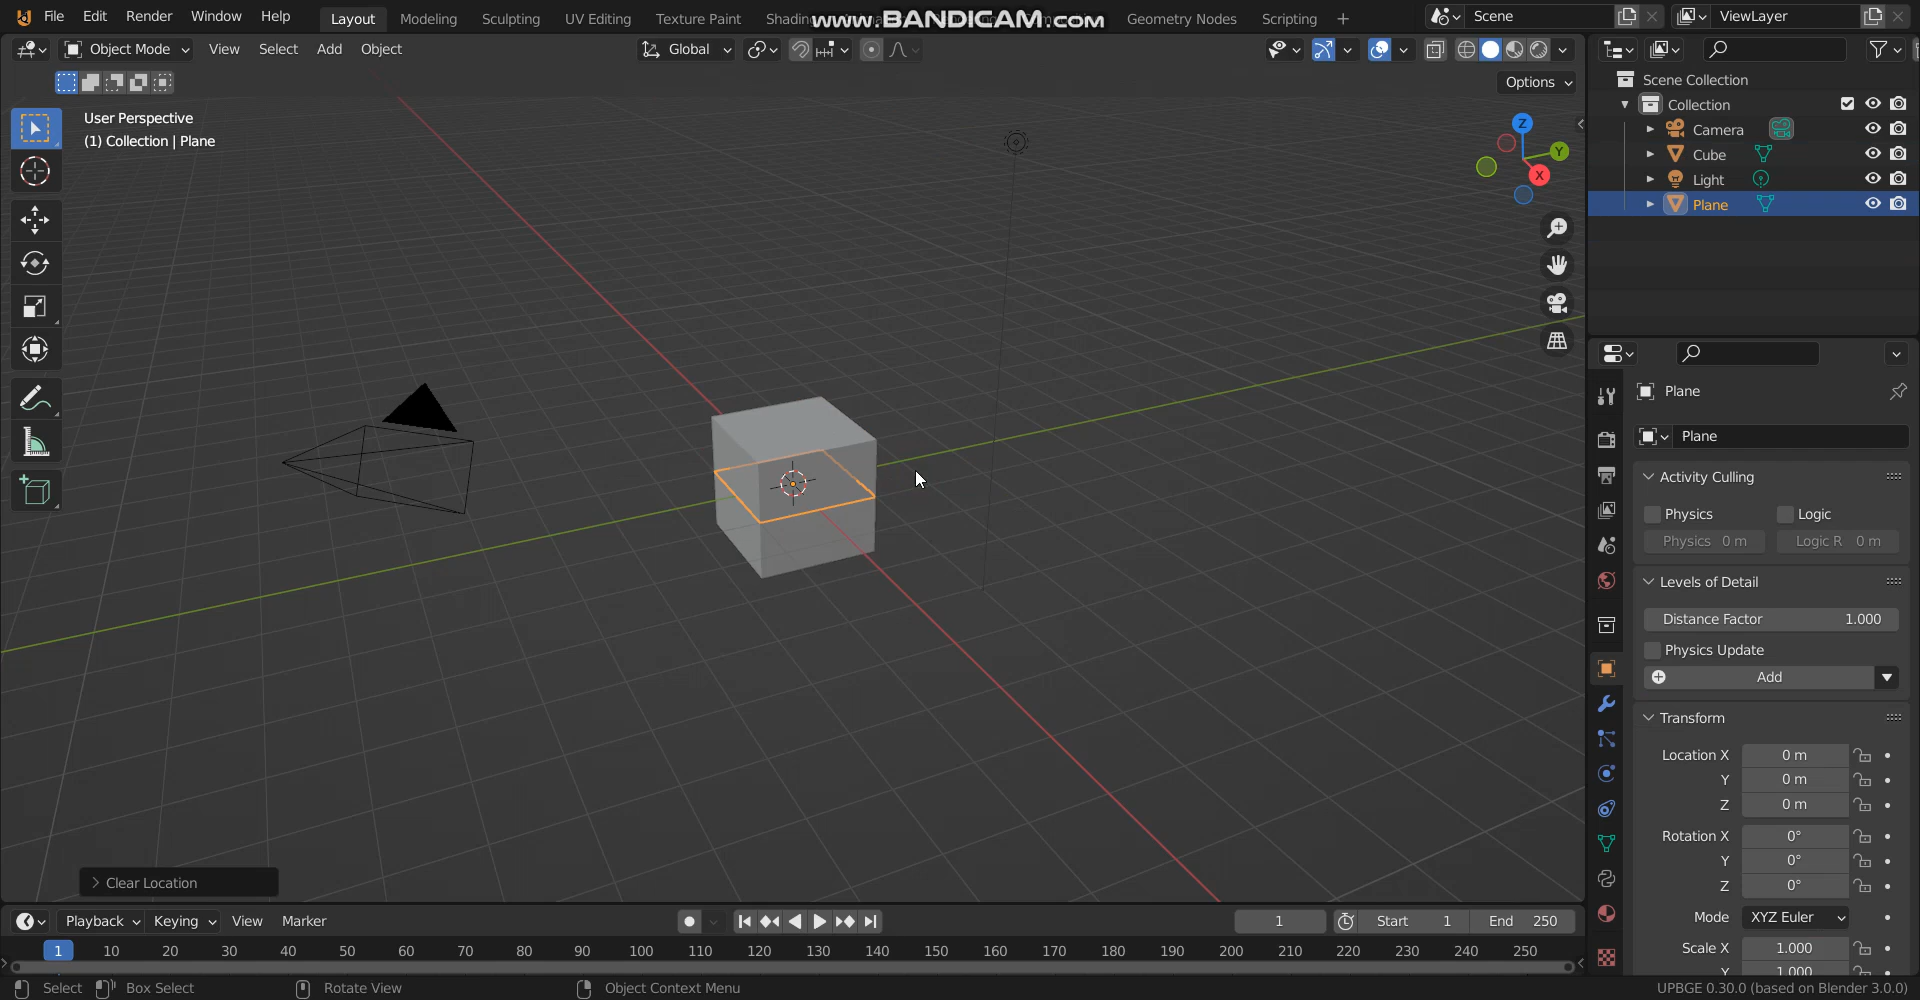 File Edit Render Window Help Layout Modeling Sculpting UV Editing Texture Paint www.BANDICAM.com Geometry Nodes Scripting + Scene ViewLayer
Object Mode View Select Add Object Global
Options
User Perspective
(1) Collection | Plane
Z
Y
X
Scene Collection
Collection
Camera
Cube
Light
Plane
Plane
Plane
Activity Culling
Physics Logic
Physics 0 m Logic R 0 m
Levels of Detail
Distance Factor 1.000
Physics Update
Add
Transform
Location X 0 m
Y 0 m
Z 0 m
Rotation X 0°
Y 0°
Z 0°
Mode XYZ Euler
Scale X 1.000
Y 1.000
Clear Location
Playback Keying View Marker 1 Start 1 End 250
1 10 20 30 40 50 60 70 80 90 100 110 120 130 140 150 160 170 180 190 200 210 220 230 240 250
Select Box Select Rotate View Object Context Menu UPBGE 0.30.0 (based on Blender 3.0.0)